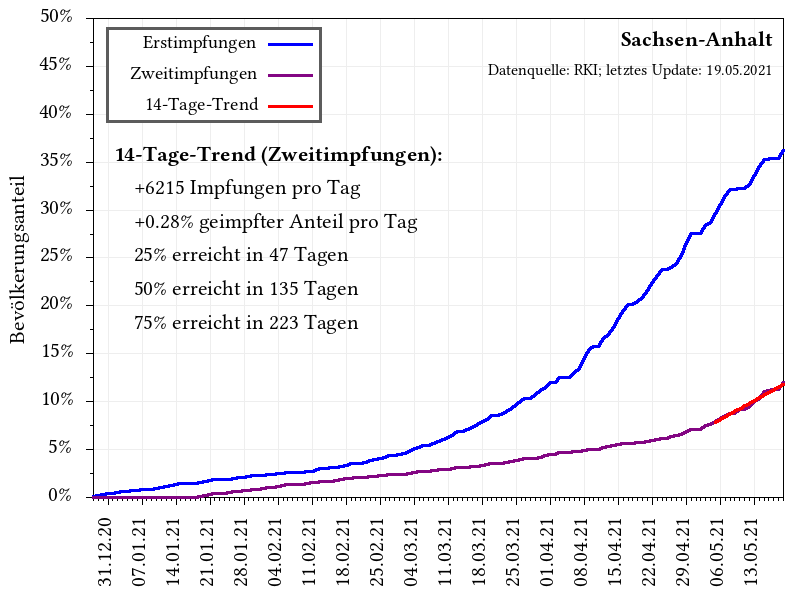 50%
45%
40%
35%
30%
25%
20%
15%
10%
5%
0%
Bevölkerungsanteil
Erstimpfungen
Zweitimpfungen
14-Tage-Trend
Sachsen-Anhalt
Datenquelle: RKI; letztes Update: 19.05.2021
14-Tage-Trend (Zweitimpfungen):
+6215 Impfungen pro Tag
+0.28% geimpfter Anteil pro Tag
25% erreicht in 47 Tagen
50% erreicht in 135 Tagen
75% erreicht in 223 Tagen
31.12.20
07.01.21
14.01.21
21.01.21
28.01.21
04.02.21
11.02.21
18.02.21
25.02.21
04.03.21
11.03.21
18.03.21
25.03.21
01.04.21
08.04.21
15.04.21
22.04.21
29.04.21
06.05.21
13.05.21